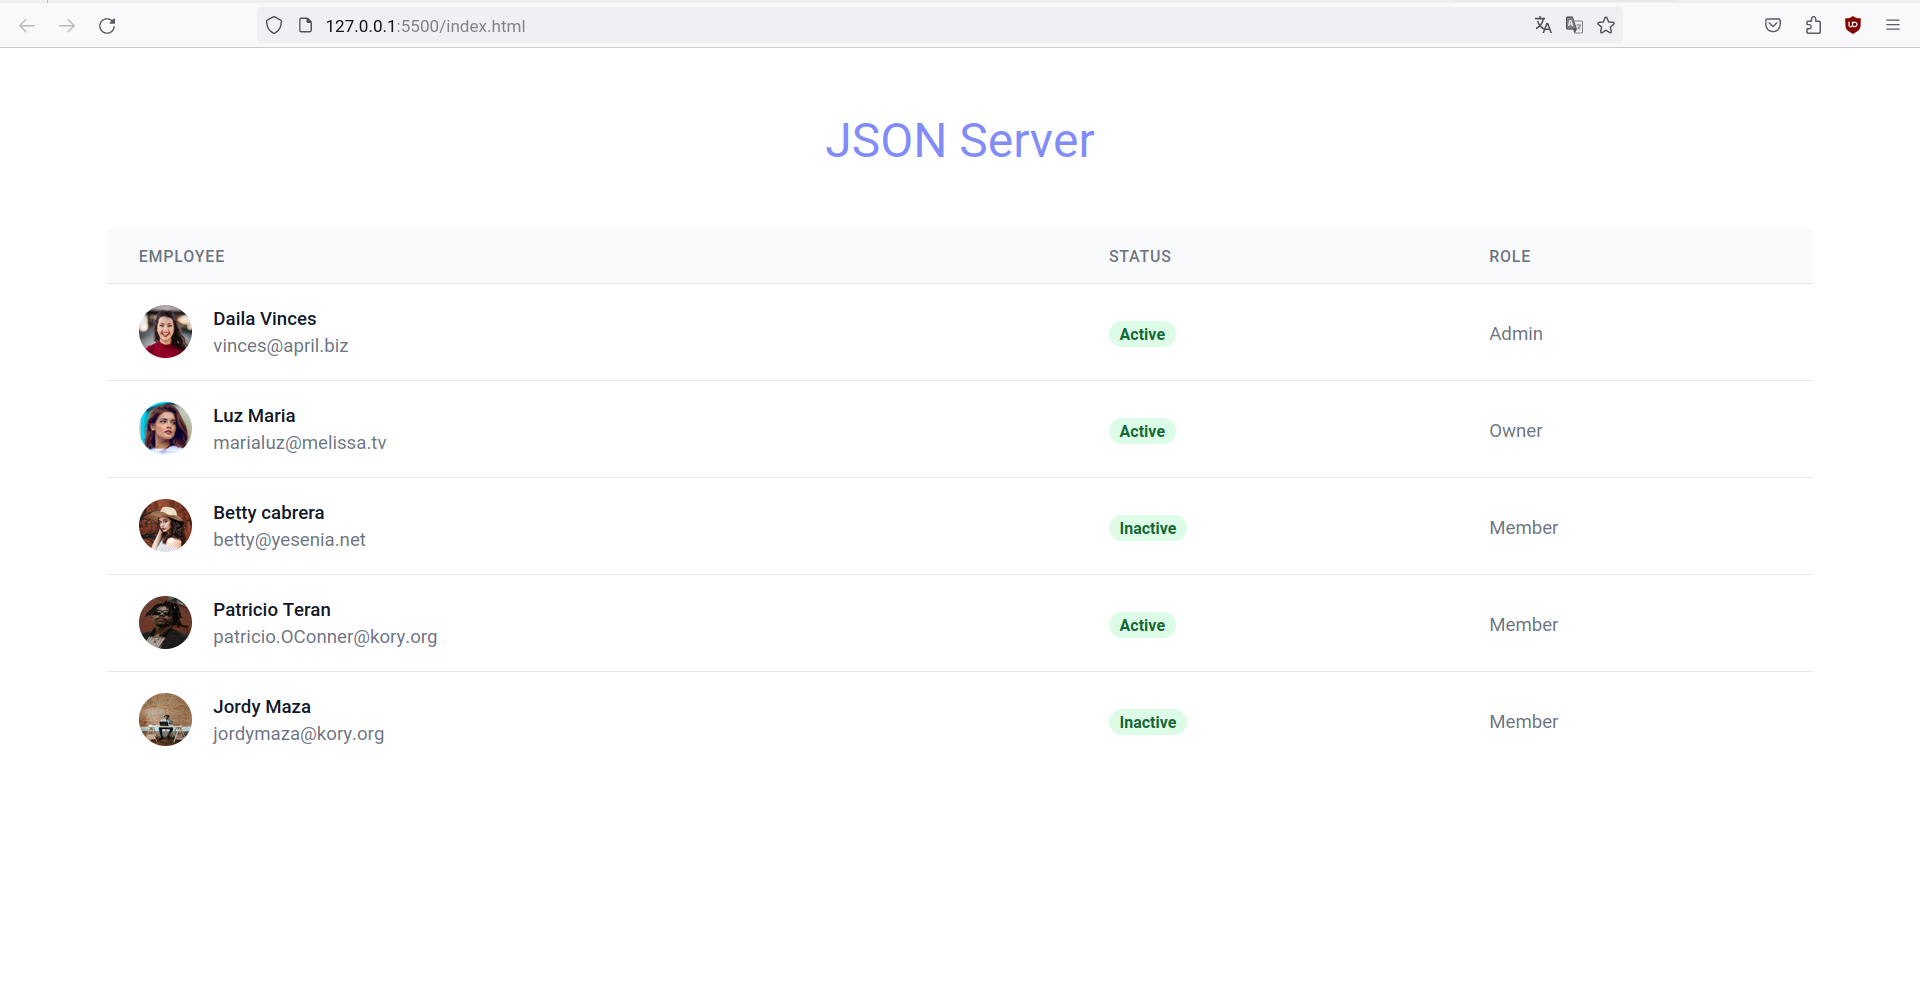 127.0.0.1:5500/index.html
JSON Server
EMPLOYEE STATUS ROLE
Daila Vinces
vinces@april.biz
Active
Admin
Luz Maria
marialuz@melissa.tv
Active
Owner
Betty cabrera
betty@yesenia.net
Inactive
Member
Patricio Teran
patricio.OConner@kory.org
Active
Member
Jordy Maza
jordymaza@kory.org
Inactive
Member